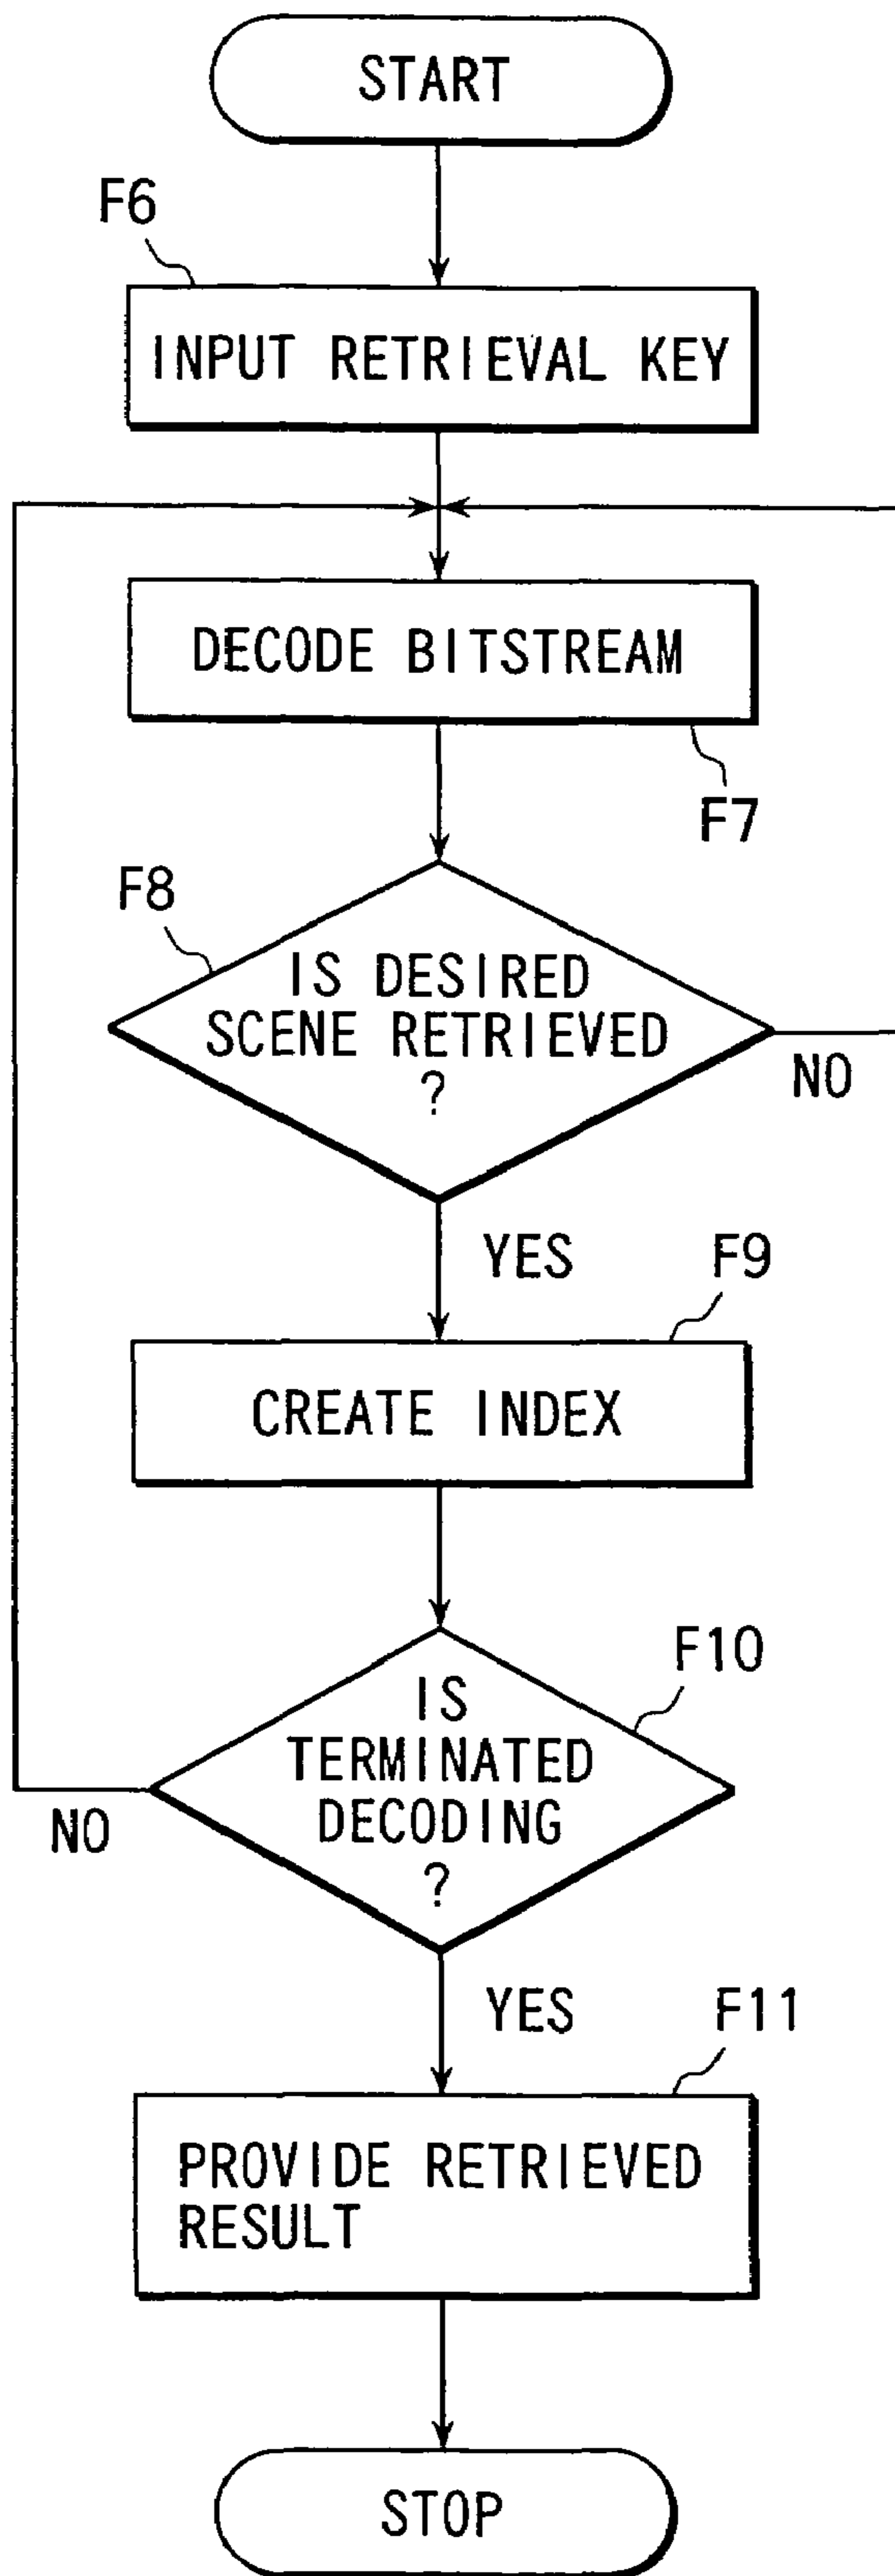 START
F6
INPUT RETRIEVAL KEY
DECODE BITSTREAM
F7
F8
IS DESIRED
SCENE RETRIEVED
?
NO
YES
F9
CREATE INDEX
F10
IS
TERMINATED
DECODING
?
NO
YES
F11
PROVIDE RETRIEVED
RESULT
STOP